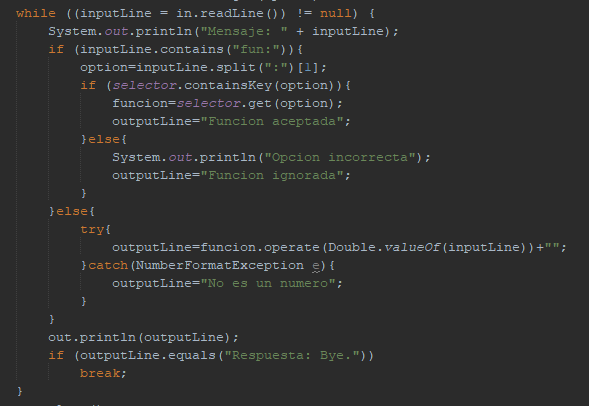 while ((inputLine = in.readLine()) != null) {
    System.out.println("Mensaje: " + inputLine);
    if (inputLine.contains("fun:")){
        option=inputLine.split(":")[1];
        if (selector.containsKey(option)){
            funcion=selector.get(option);
            outputLine="Funcion aceptada";
        }else{
            System.out.println("Opcion incorrecta");
            outputLine="Funcion ignorada";
        }
    }else{
        try{
            outputLine=funcion.operate(Double.valueOf(inputLine))+"";
        }catch(NumberFormatException e){
            outputLine="No es un numero";
        }
    }
    out.println(outputLine);
    if (outputLine.equals("Respuesta: Bye."))
        break;
}